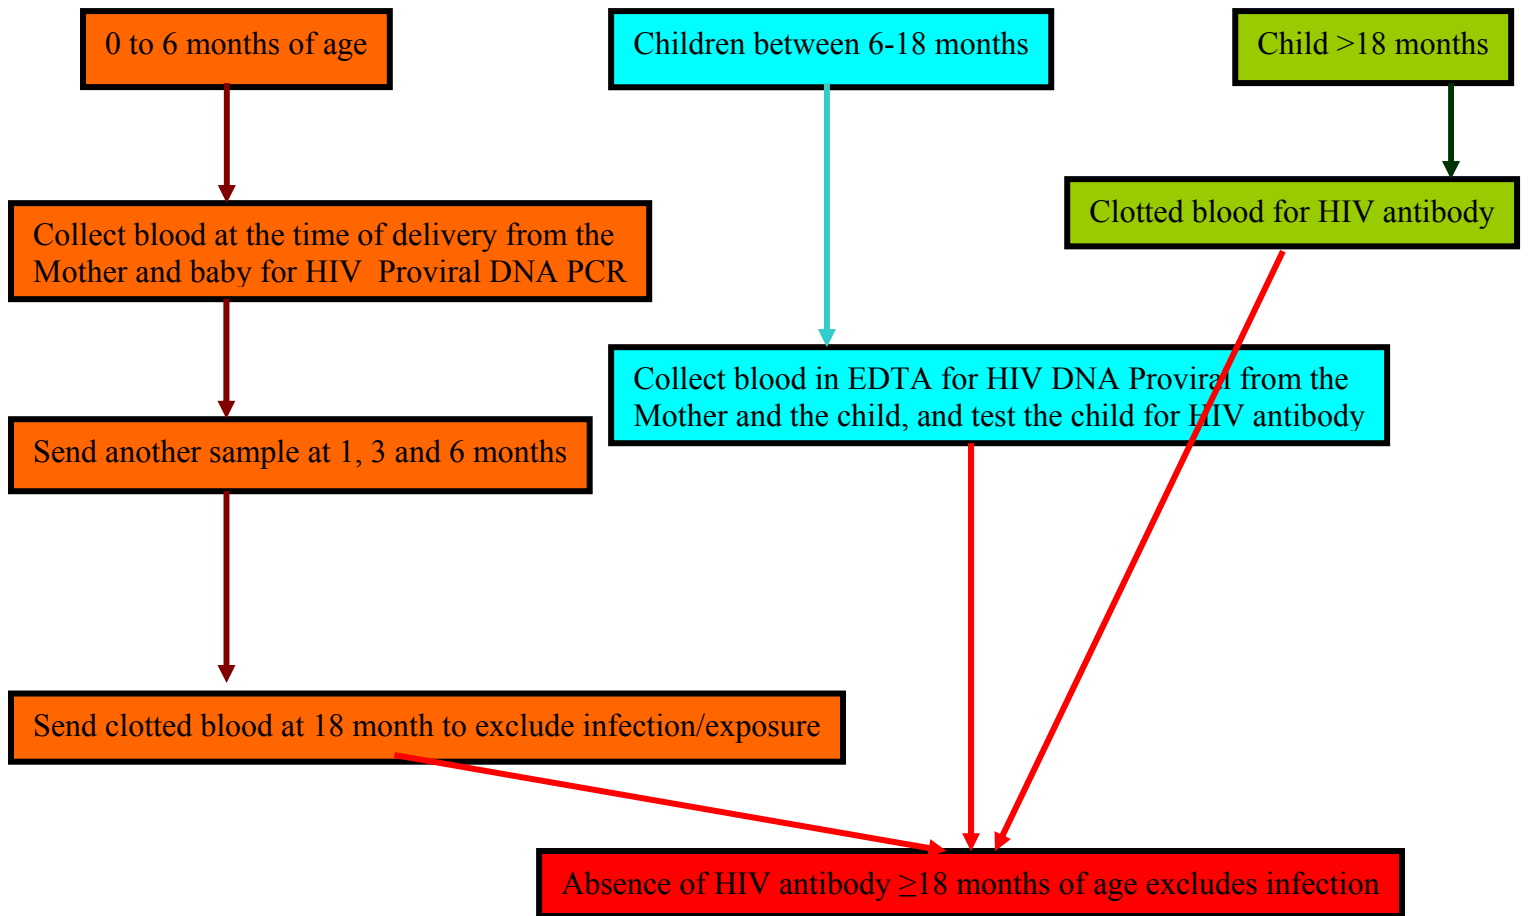 0 to 6 months of age
Children between 6-18 months
Child >18 months
Collect blood at the time of delivery from the
Mother and baby for HIV  Proviral DNA PCR
Clotted blood for HIV antibody
Collect blood in EDTA for HIV DNA Proviral from the
Mother and the child, and test the child for HIV antibody
Send another sample at 1, 3 and 6 months
Send clotted blood at 18 month to exclude infection/exposure
Absence of HIV antibody ≥18 months of age excludes infection